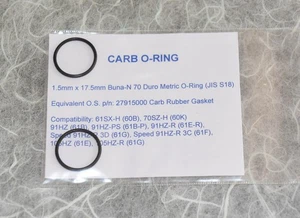 CARB O-RING
1.5mm x 17.5mm Buna-N 70 Duro Metric O-Ring (JIS S18)
Equivalent O.S. p/n: 27915000 Carb Rubber Gasket
Compatibility: 61SX-H (60B), 70SZ-H (60K)
91HZ (61B), 91HZ-PS (61B-P), 91HZ-R (61E-R),
91HZ-R 3D (61G), Speed 91HZ-R 3C (61F),
105HZ (61E), 105HZ-R (61G)